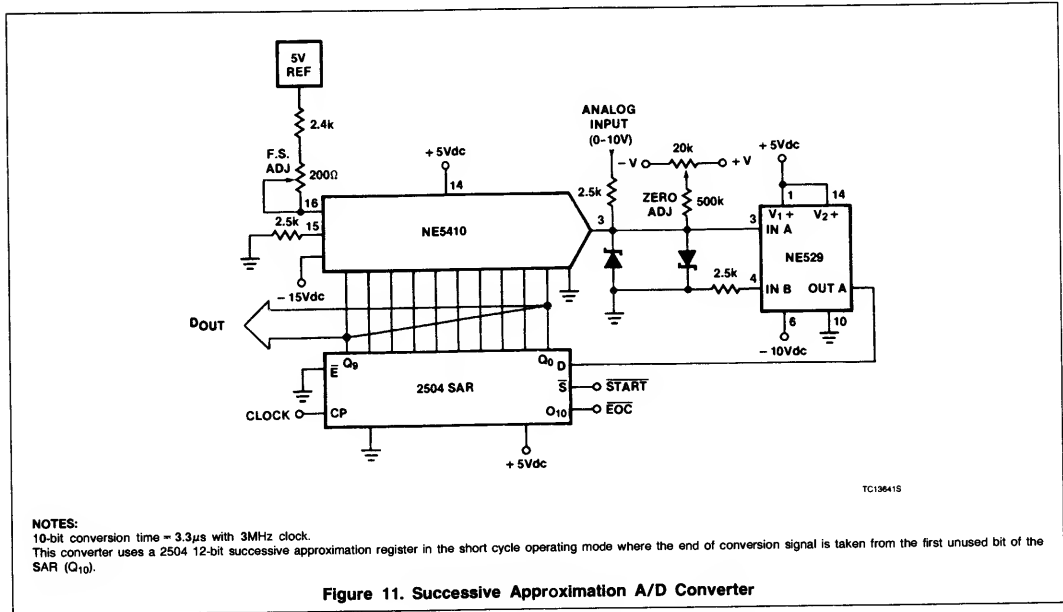 5V
REF
2.4k
F.S.
ADJ
200Ω
+5Vdc
14
16
2.5k
15
NE5410
-15Vdc
3
ANALOG
INPUT
(0-10V)
2.5k
-V
20k
+V
ZERO
ADJ
500k
+5Vdc
1
14
V1 +
V2 +
3
IN A
NE529
2.5k
4
IN B
OUT A
6
10
-10Vdc
DOUT
Q9
Q0
D
E
2504 SAR
S
START
CLOCK
CP
O10
EOC
+5Vdc
TC13641S
NOTES:
10-bit conversion time = 3.3μs with 3MHz clock.
This converter uses a 2504 12-bit successive approximation register in the short cycle operating mode where the end of conversion signal is taken from the first unused bit of the
SAR (Q10).
Figure 11. Successive Approximation A/D Converter